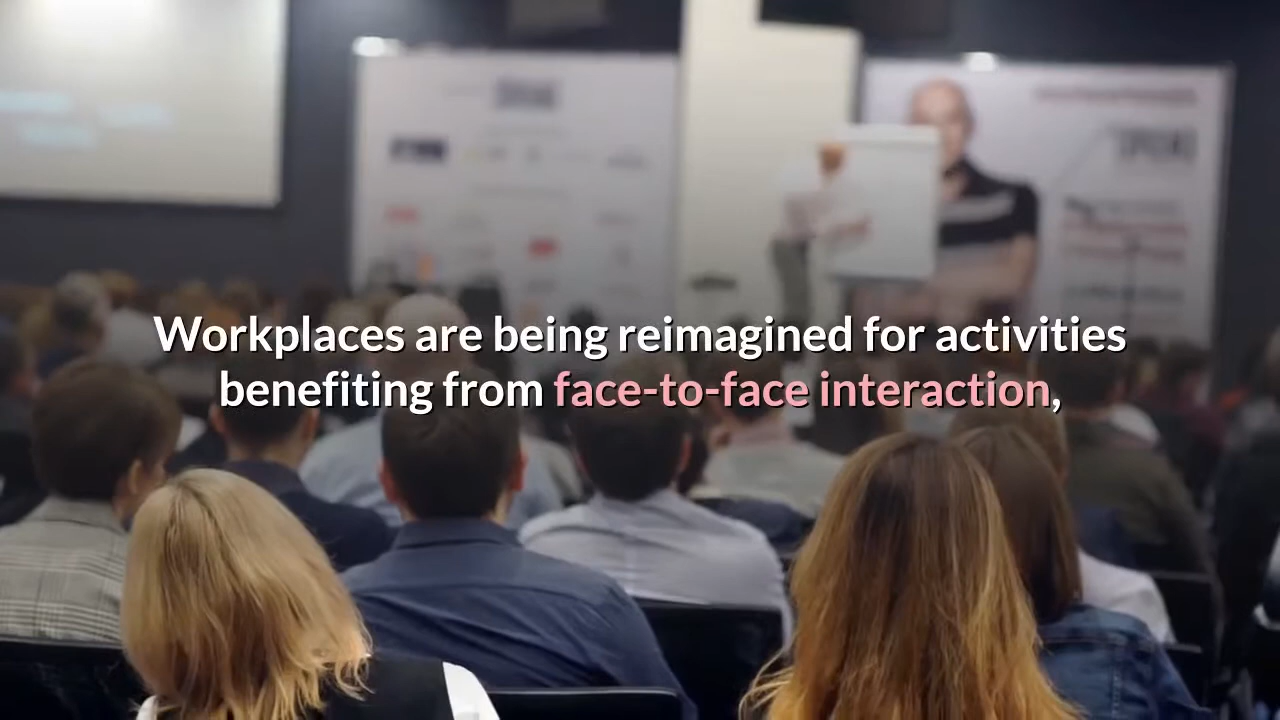 Workplaces are being reimagined for activities
benefiting from face-to-face interaction,